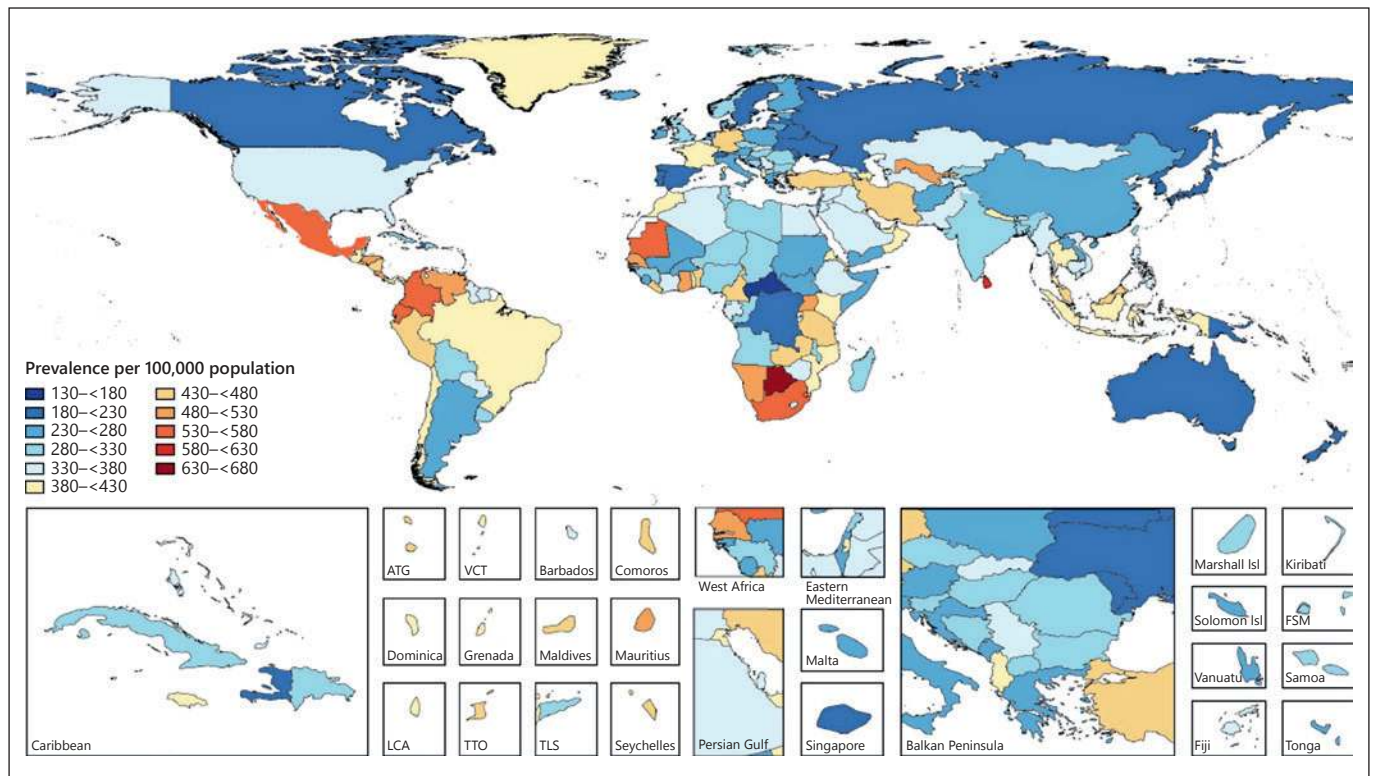 Prevalence per 100,000 population
130–<180
180–<230
230–<280
280–<330
330–<380
380–<430
430–<480
480–<530
530–<580
580–<630
630–<680
Caribbean
ATG
VCT
Barbados
Comoros
Dominica
Grenada
Maldives
Mauritius
LCA
TTO
TLS
Seychelles
West Africa
Eastern
Mediterranean
Persian Gulf
Malta
Singapore
Balkan Peninsula
Marshall Isl
Kiribati
Solomon Isl
FSM
Vanuatu
Samoa
Fiji
Tonga